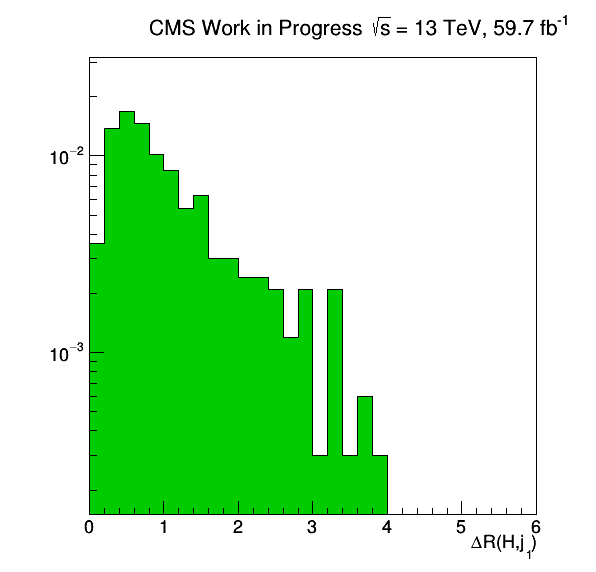 CMS Work in Progress √s = 13 TeV, 59.7 fb⁻¹
10⁻²
10⁻³
0 1 2 3 4 5 6
ΔR(H,j₁)